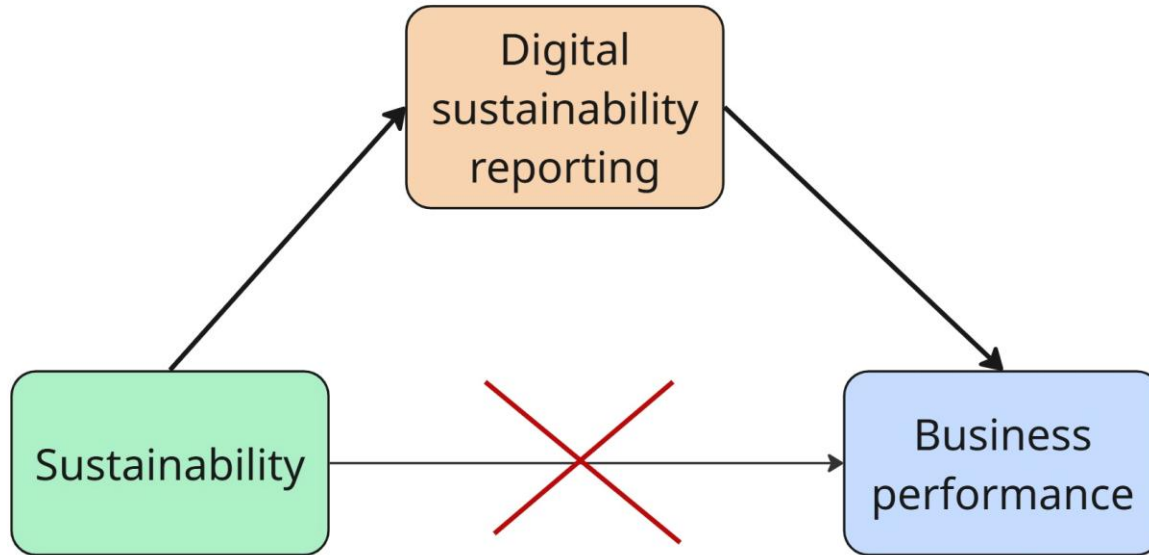 Digital
sustainability
reporting
Sustainability
Business
performance